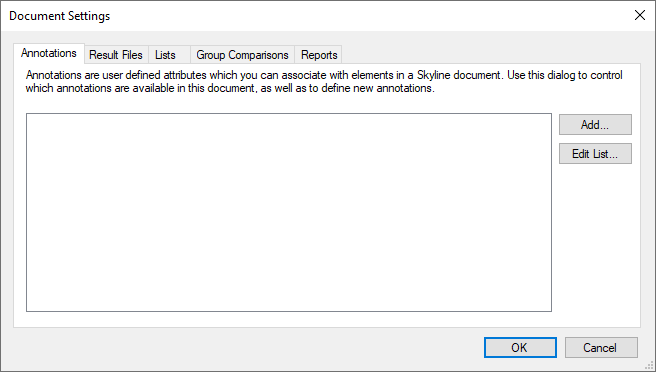 Document Settings
Annotations Result Files Lists Group Comparisons Reports
Annotations are user defined attributes which you can associate with elements in a Skyline document. Use this dialog to control
which annotations are available in this document, as well as to define new annotations.
Add...
Edit List...
OK Cancel